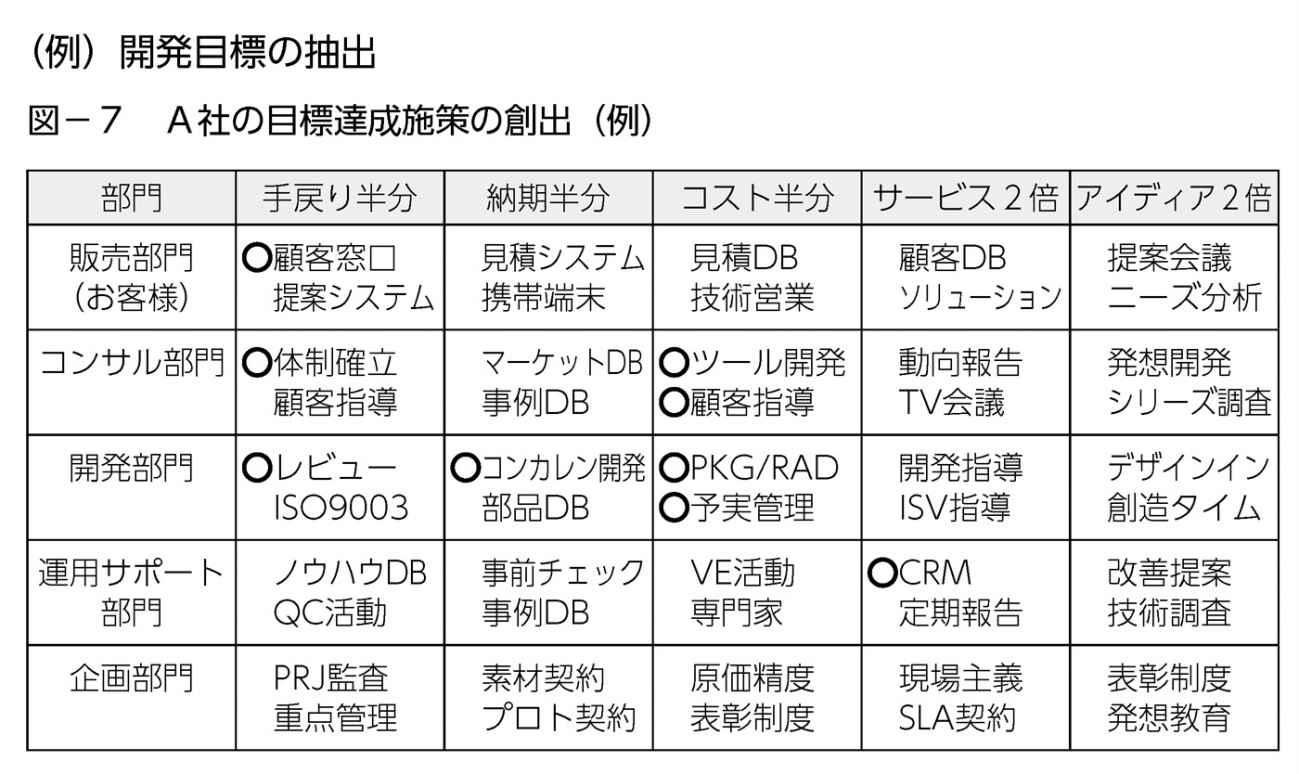 （例）開発目標の抽出
図－７　A社の目標達成施策の創出（例）
部門　手戻り半分　納期半分　コスト半分　サービス２倍　アイディア２倍
販売部門　〇顧客窓口　見積システム　見積DB　顧客DB　提案会議
（お客様）　提案システム　携帯端末　技術営業　ソリューション　ニーズ分析
コンサル部門　〇体制確立　マーケットDB　〇ツール開発　動向報告　発想開発
顧客指導　事例DB　〇顧客指導　TV会議　シリーズ調査
開発部門　〇レビュー　〇コンカレン開発　〇PKG/RAD　開発指導　デザインイン
ISO9003　部品DB　〇予実管理　ISV指導　創造タイム
運用サポート　ノウハウDB　事前チェック　VE活動　〇CRM　改善提案
部門　QC活動　事例DB　専門家　定期報告　技術調査
企画部門　PRJ監査　素材契約　原価精度　現場主義　表彰制度
重点管理　プロト契約　表彰制度　SLA契約　発想教育